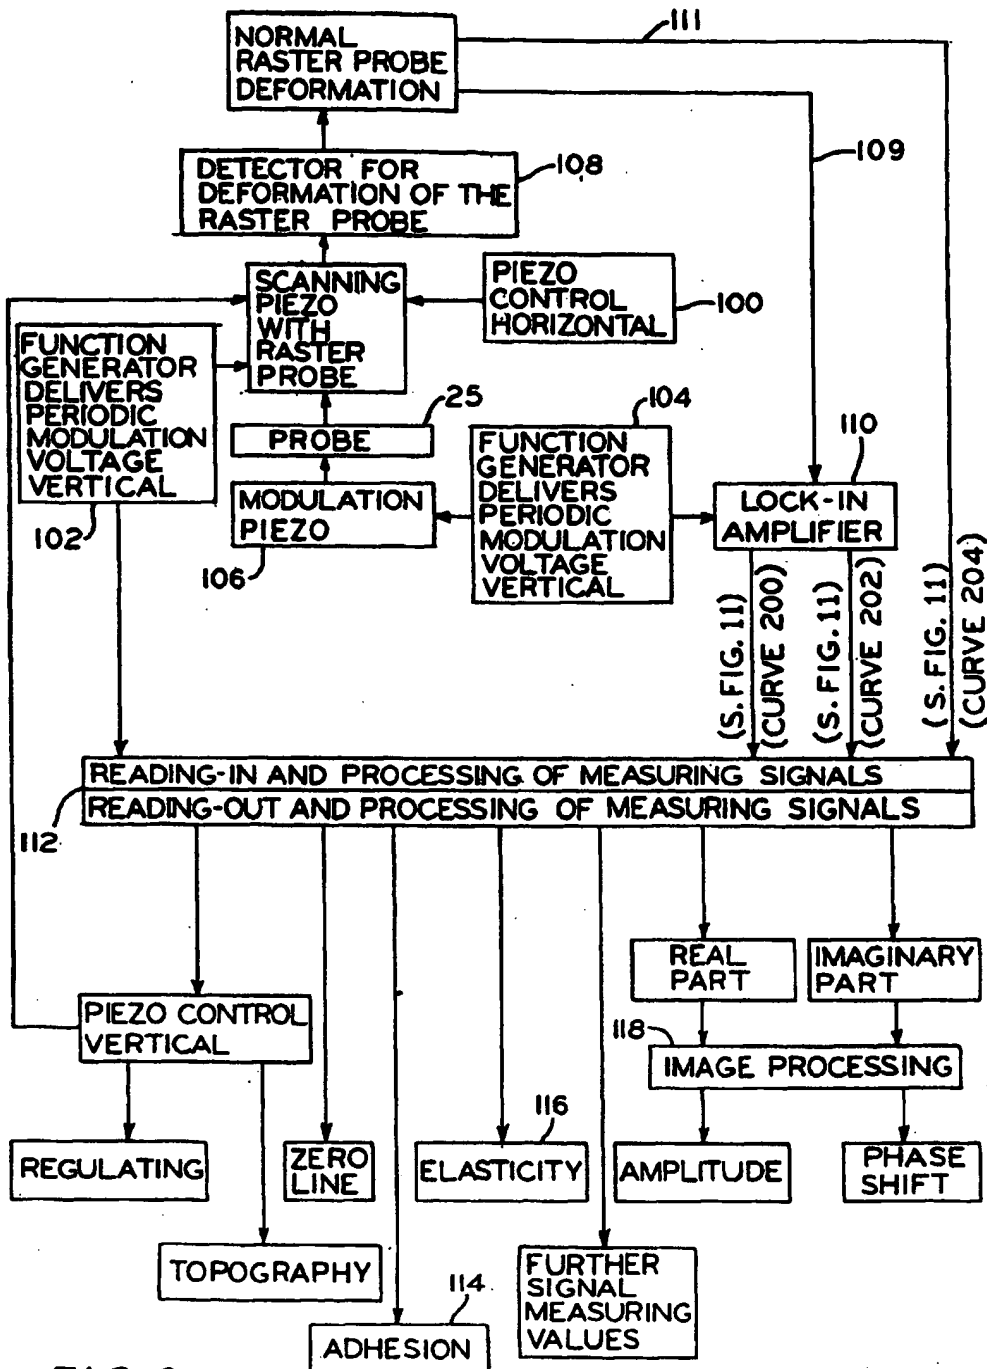 111
NORMAL
RASTER PROBE
DEFORMATION
109
108
DETECTOR FOR
DEFORMATION OF THE
RASTER PROBE
SCANNING
PIEZO
WITH
RASTER
PROBE
PIEZO
CONTROL
HORIZONTAL
100
FUNCTION
GENERATOR
DELIVERS
PERIODIC
MODULATION
VOLTAGE
VERTICAL
102
25
PROBE
MODULATION
PIEZO
106
104
FUNCTION
GENERATOR
DELIVERS
PERIODIC
MODULATION
VOLTAGE
VERTICAL
110
LOCK-IN
AMPLIFIER
(S. FIG. 11)
(CURVE 200)
(S. FIG. 11)
(CURVE 202)
(S. FIG. 11)
(CURVE 204)
READING-IN AND PROCESSING OF MEASURING SIGNALS
READING-OUT AND PROCESSING OF MEASURING SIGNALS
112
REAL
PART
IMAGINARY
PART
PIEZO CONTROL
VERTICAL
118
IMAGE PROCESSING
REGULATING
ZERO
LINE
116
ELASTICITY
AMPLITUDE
PHASE
SHIFT
TOPOGRAPHY
FURTHER
SIGNAL
MEASURING
VALUES
114
ADHESION